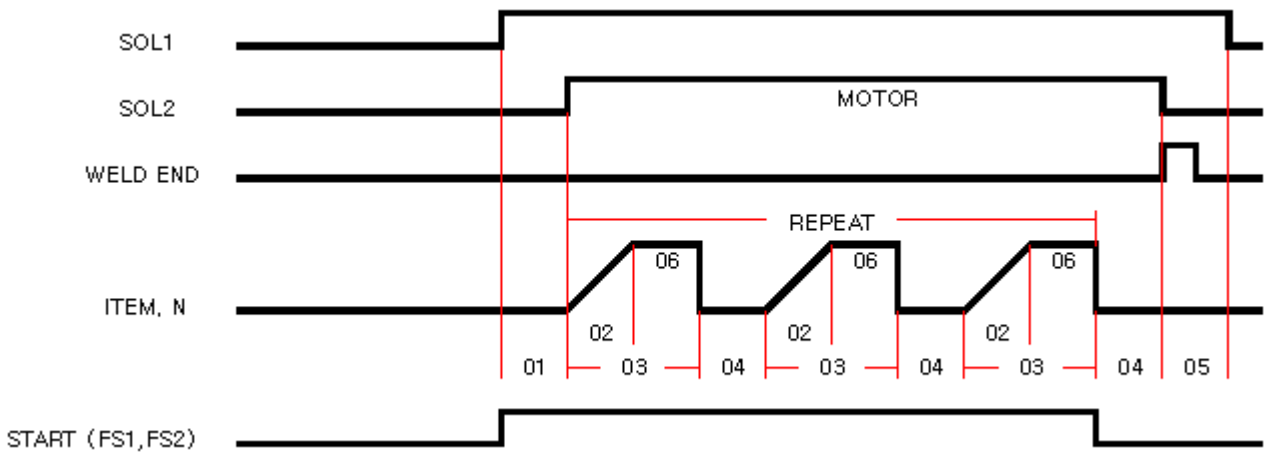 SOL1
SOL2
MOTOR
WELD END
REPEAT
06 06 06
ITEM, N
02 02 02
01 03 04 03 04 03 04 05
START (FS1,FS2)